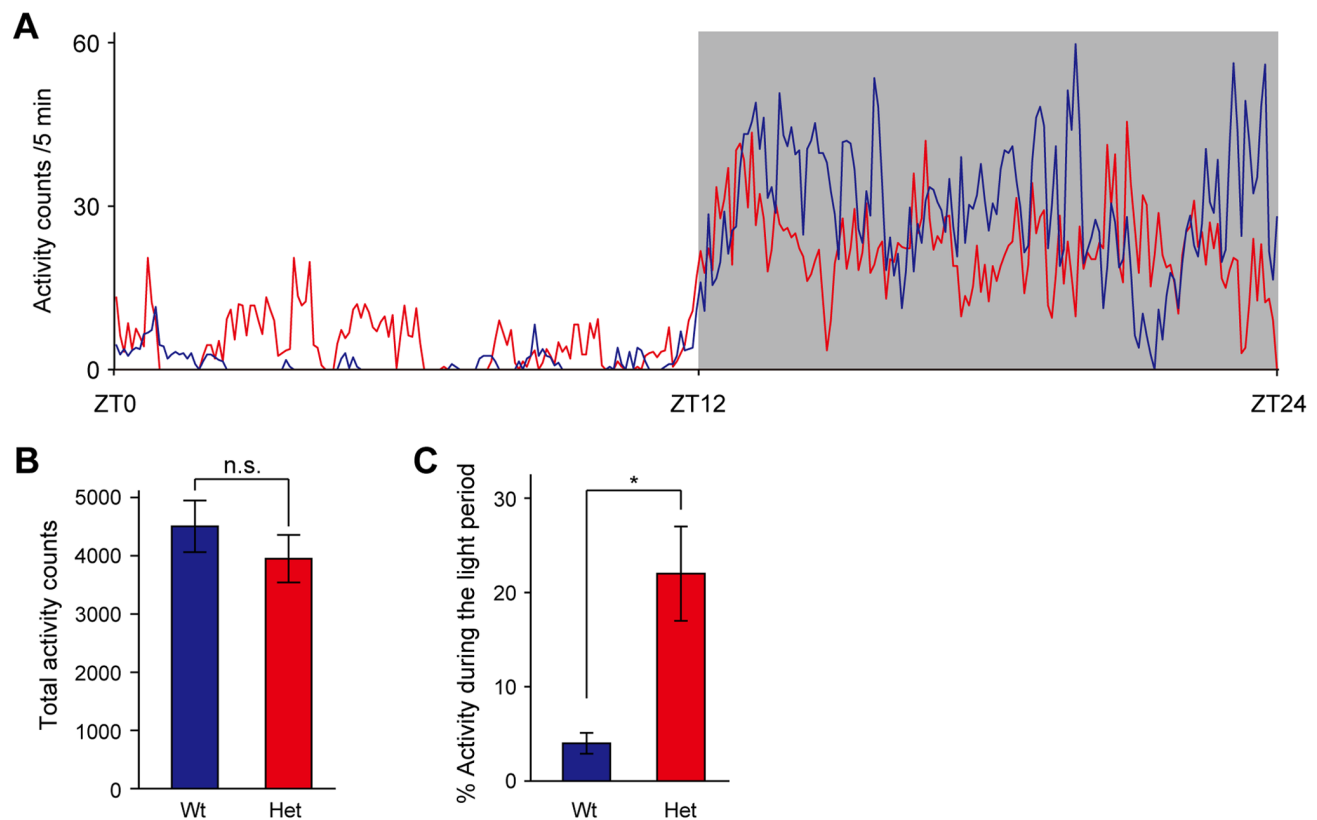 A
60
30
0
Activity counts /5 min
ZT0
ZT12
ZT24
B
n.s.
5000
4000
3000
2000
1000
0
Total activity counts
Wt
Het
C
*
30
20
10
0
% Activity during the light period
Wt
Het